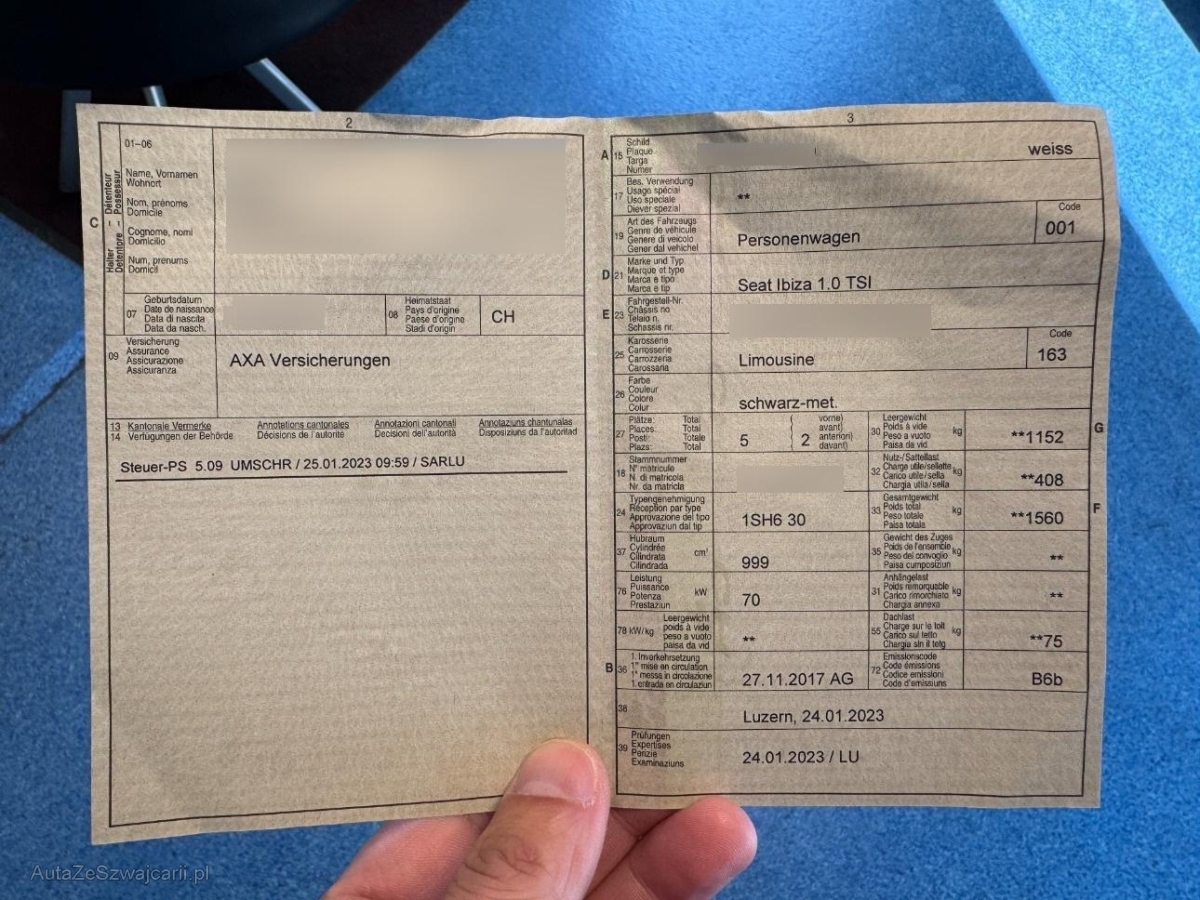 2
01-06
Halter - Détenteur
Detentore - Possessur
C
Name, Vornamen
Wohnort
Nom, prénoms
Domicile
Cognome, nomi
Domicilio
Num, prenums
Domicil
07
Geburtsdatum
Date de naissance
Data di nascita
Data da nasch.
08
Heimatstaat
Pays d'origine
Paese d'origine
Stadi d'origin
CH
09
Versicherung
Assurance
Assicurazione
Assicuranza
AXA Versicherungen
13 Kantonale Vermerke Annotations cantonales Annotazioni cantonali Annotaziuns chantunalas
14 Verfügungen der Behörde Décisions de l'autorité Decisioni dell'autorità Disposiziuns da l'autoritad
Steuer-PS 5.09 UMSCHR / 25.01.2023 09:59 / SARLU
3
A 15
Schild
Plaque
Targa
Numer
weiss
17
Bes. Verwendung
Usage spécial
Uso speciale
Diever spezial
**
19
Art des Fahrzeugs
Genre de véhicule
Genere di veicolo
Gener dal vehichel
Personenwagen
Code
001
D 21
Marke und Typ
Marque et type
Marca e tipo
Marca e tip
Seat Ibiza 1.0 TSI
E 23
Fahrgestell-Nr.
Châssis no
Telaio n.
Schassis nr.
25
Karosserie
Carrosserie
Carrozzeria
Carossaria
Limousine
Code
163
26
Farbe
Couleur
Colore
Colur
schwarz-met.
27
Plätze: Total
Places: Total
Posti: Totale
Plazs: Total
5
( vorne)
( avant)
2 anteriori)
( davant)
30
Leergewicht
Poids à vide
Peso a vuoto
Paisa da vid
kg
**1152
G
18
Stammnummer
N° matricule
N. di matricola
Nr. da matricla
32
Nutz-/Sattellast
Charge utile/sellette
Carico utile/sella
Chargia utila/sella
kg
**408
24
Typengenehmigung
Réception par type
Approvazione del tipo
Approvaziun dal tip
1SH6 30
33
Gesamtgewicht
Poids total
Peso totale
Paisa totala
kg
**1560
F
37
Hubraum
Cylindrée
Cilindrata
Cilindrada
cm³
999
35
Gewicht des Zuges
Poids de l'ensemble
Peso del convoglio
Paisa cumposiziun
kg
**
76
Leistung
Puissance
Potenza
Prestaziun
kW
70
31
Anhängelast
Poids remorquable
Carico rimorchiato
Chargia annexa
kg
**
78 kW/kg
Leergewicht
poids à vide
peso a vuoto
paisa da vid
**
55
Dachlast
Charge sur le toit
Carico sul tetto
Chargia sin il tetg
kg
**75
B 36
1. Inverkehrsetzung
1re mise en circulation
1a messa in circolazione
1. entrada en circulaziun
27.11.2017 AG
72
Emissionscode
Code émissions
Codice emissioni
Code d'emissiuns
B6b
38
Luzern, 24.01.2023
39
Prüfungen
Expertises
Perizie
Examinaziuns
24.01.2023 / LU
AutaZeSzwajcarii.pl